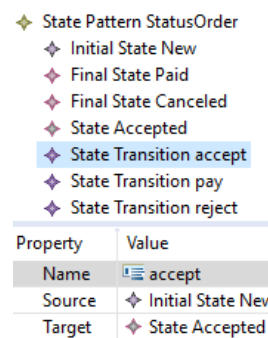 State Pattern StatusOrder
Initial State New
Final State Paid
Final State Canceled
State Accepted
State Transition accept
State Transition pay
State Transition reject
Property Value
Name accept
Source Initial State New
Target State Accepted